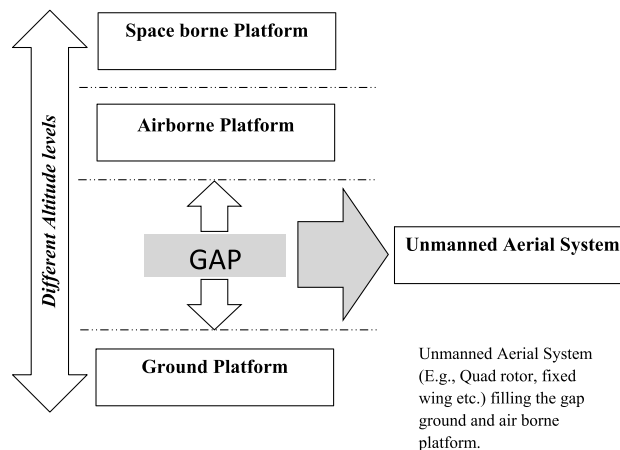 Space borne Platform
Airborne Platform
Different Altitude levels
GAP
Unmanned Aerial System
Ground Platform
Unmanned Aerial System
(E.g., Quad rotor, fixed
wing etc.) filling the gap
ground and air borne
platform.